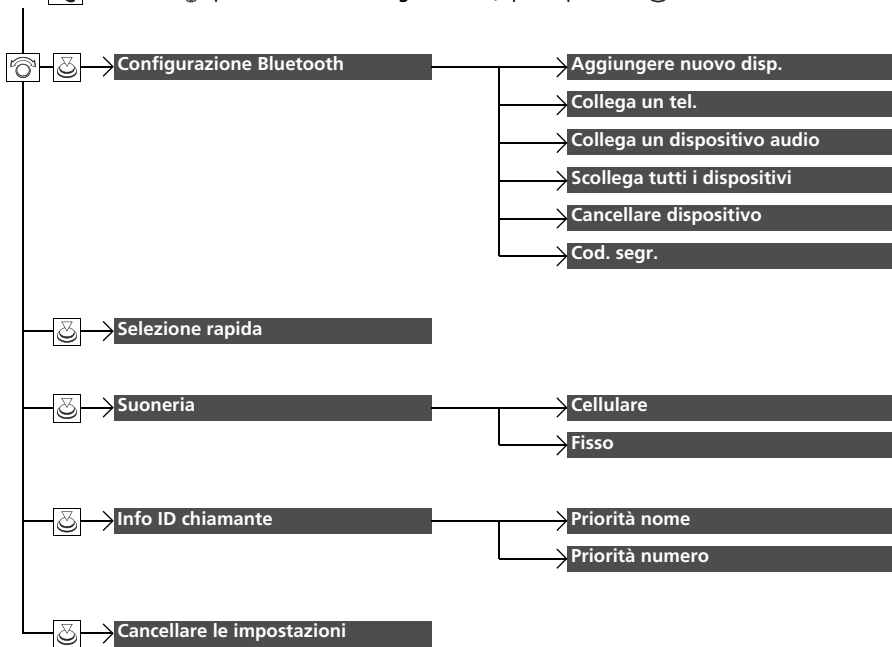 Configurazione Bluetooth
Aggiungere nuovo disp.
Collega un tel.
Collega un dispositivo audio
Scollega tutti i dispositivi
Cancellare dispositivo
Cod. segr.
Selezione rapida
Suoneria
Cellulare
Fisso
Info ID chiamante
Priorità nome
Priorità numero
Cancellare le impostazioni